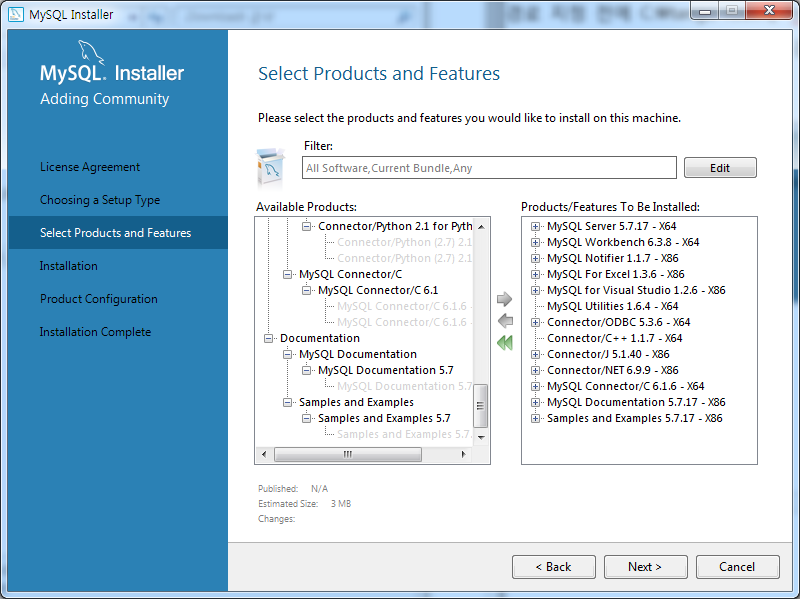 MySQL Installer
경로 지정 한해 C:₩
MySQL. Installer
Adding Community
License Agreement
Choosing a Setup Type
Select Products and Features
Installation
Product Configuration
Installation Complete
Select Products and Features
Please select the products and features you would like to install on this machine.
Filter:
All Software,Current Bundle,Any
Edit
Available Products:
Connector/Python 2.1 for Pyth
Connector/Python (2.7) 2.1
Connector/Python (2.7) 2.1
MySQL Connector/C
MySQL Connector/C 6.1
MySQL Connector/C 6.1.6
MySQL Connector/C 6.1.6
Documentation
MySQL Documentation
MySQL Documentation 5.7
MySQL Documentation 5.7
Samples and Examples
Samples and Examples 5.7
Samples and Examples 5.7.
Products/Features To Be Installed:
MySQL Server 5.7.17 - X64
MySQL Workbench 6.3.8 - X64
MySQL Notifier 1.1.7 - X86
MySQL For Excel 1.3.6 - X86
MySQL for Visual Studio 1.2.6 - X86
MySQL Utilities 1.6.4 - X64
Connector/ODBC 5.3.6 - X64
Connector/C++ 1.1.7 - X64
Connector/J 5.1.40 - X86
Connector/NET 6.9.9 - X86
MySQL Connector/C 6.1.6 - X64
MySQL Documentation 5.7.17 - X86
Samples and Examples 5.7.17 - X86
Published: N/A
Estimated Size: 3 MB
Changes:
< Back
Next >
Cancel